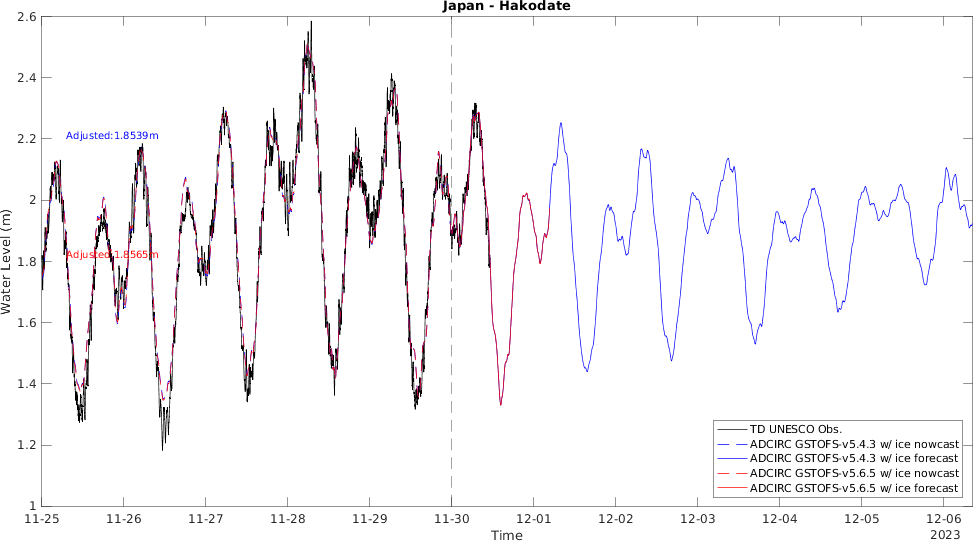 Japan - Hakodate
2.6
2.4
2.2
2
1.8
1.6
1.4
1.2
1
Water Level (m)
Adjusted:1.8539m
Adjusted:1.8565m
TD UNESCO Obs.
ADCIRC GSTOFS-v5.4.3 w/ ice nowcast
ADCIRC GSTOFS-v5.4.3 w/ ice forecast
ADCIRC GSTOFS-v5.6.5 w/ ice nowcast
ADCIRC GSTOFS-v5.6.5 w/ ice forecast
11-25 11-26 11-27 11-28 11-29 11-30 12-01 12-02 12-03 12-04 12-05 12-06
2023
Time